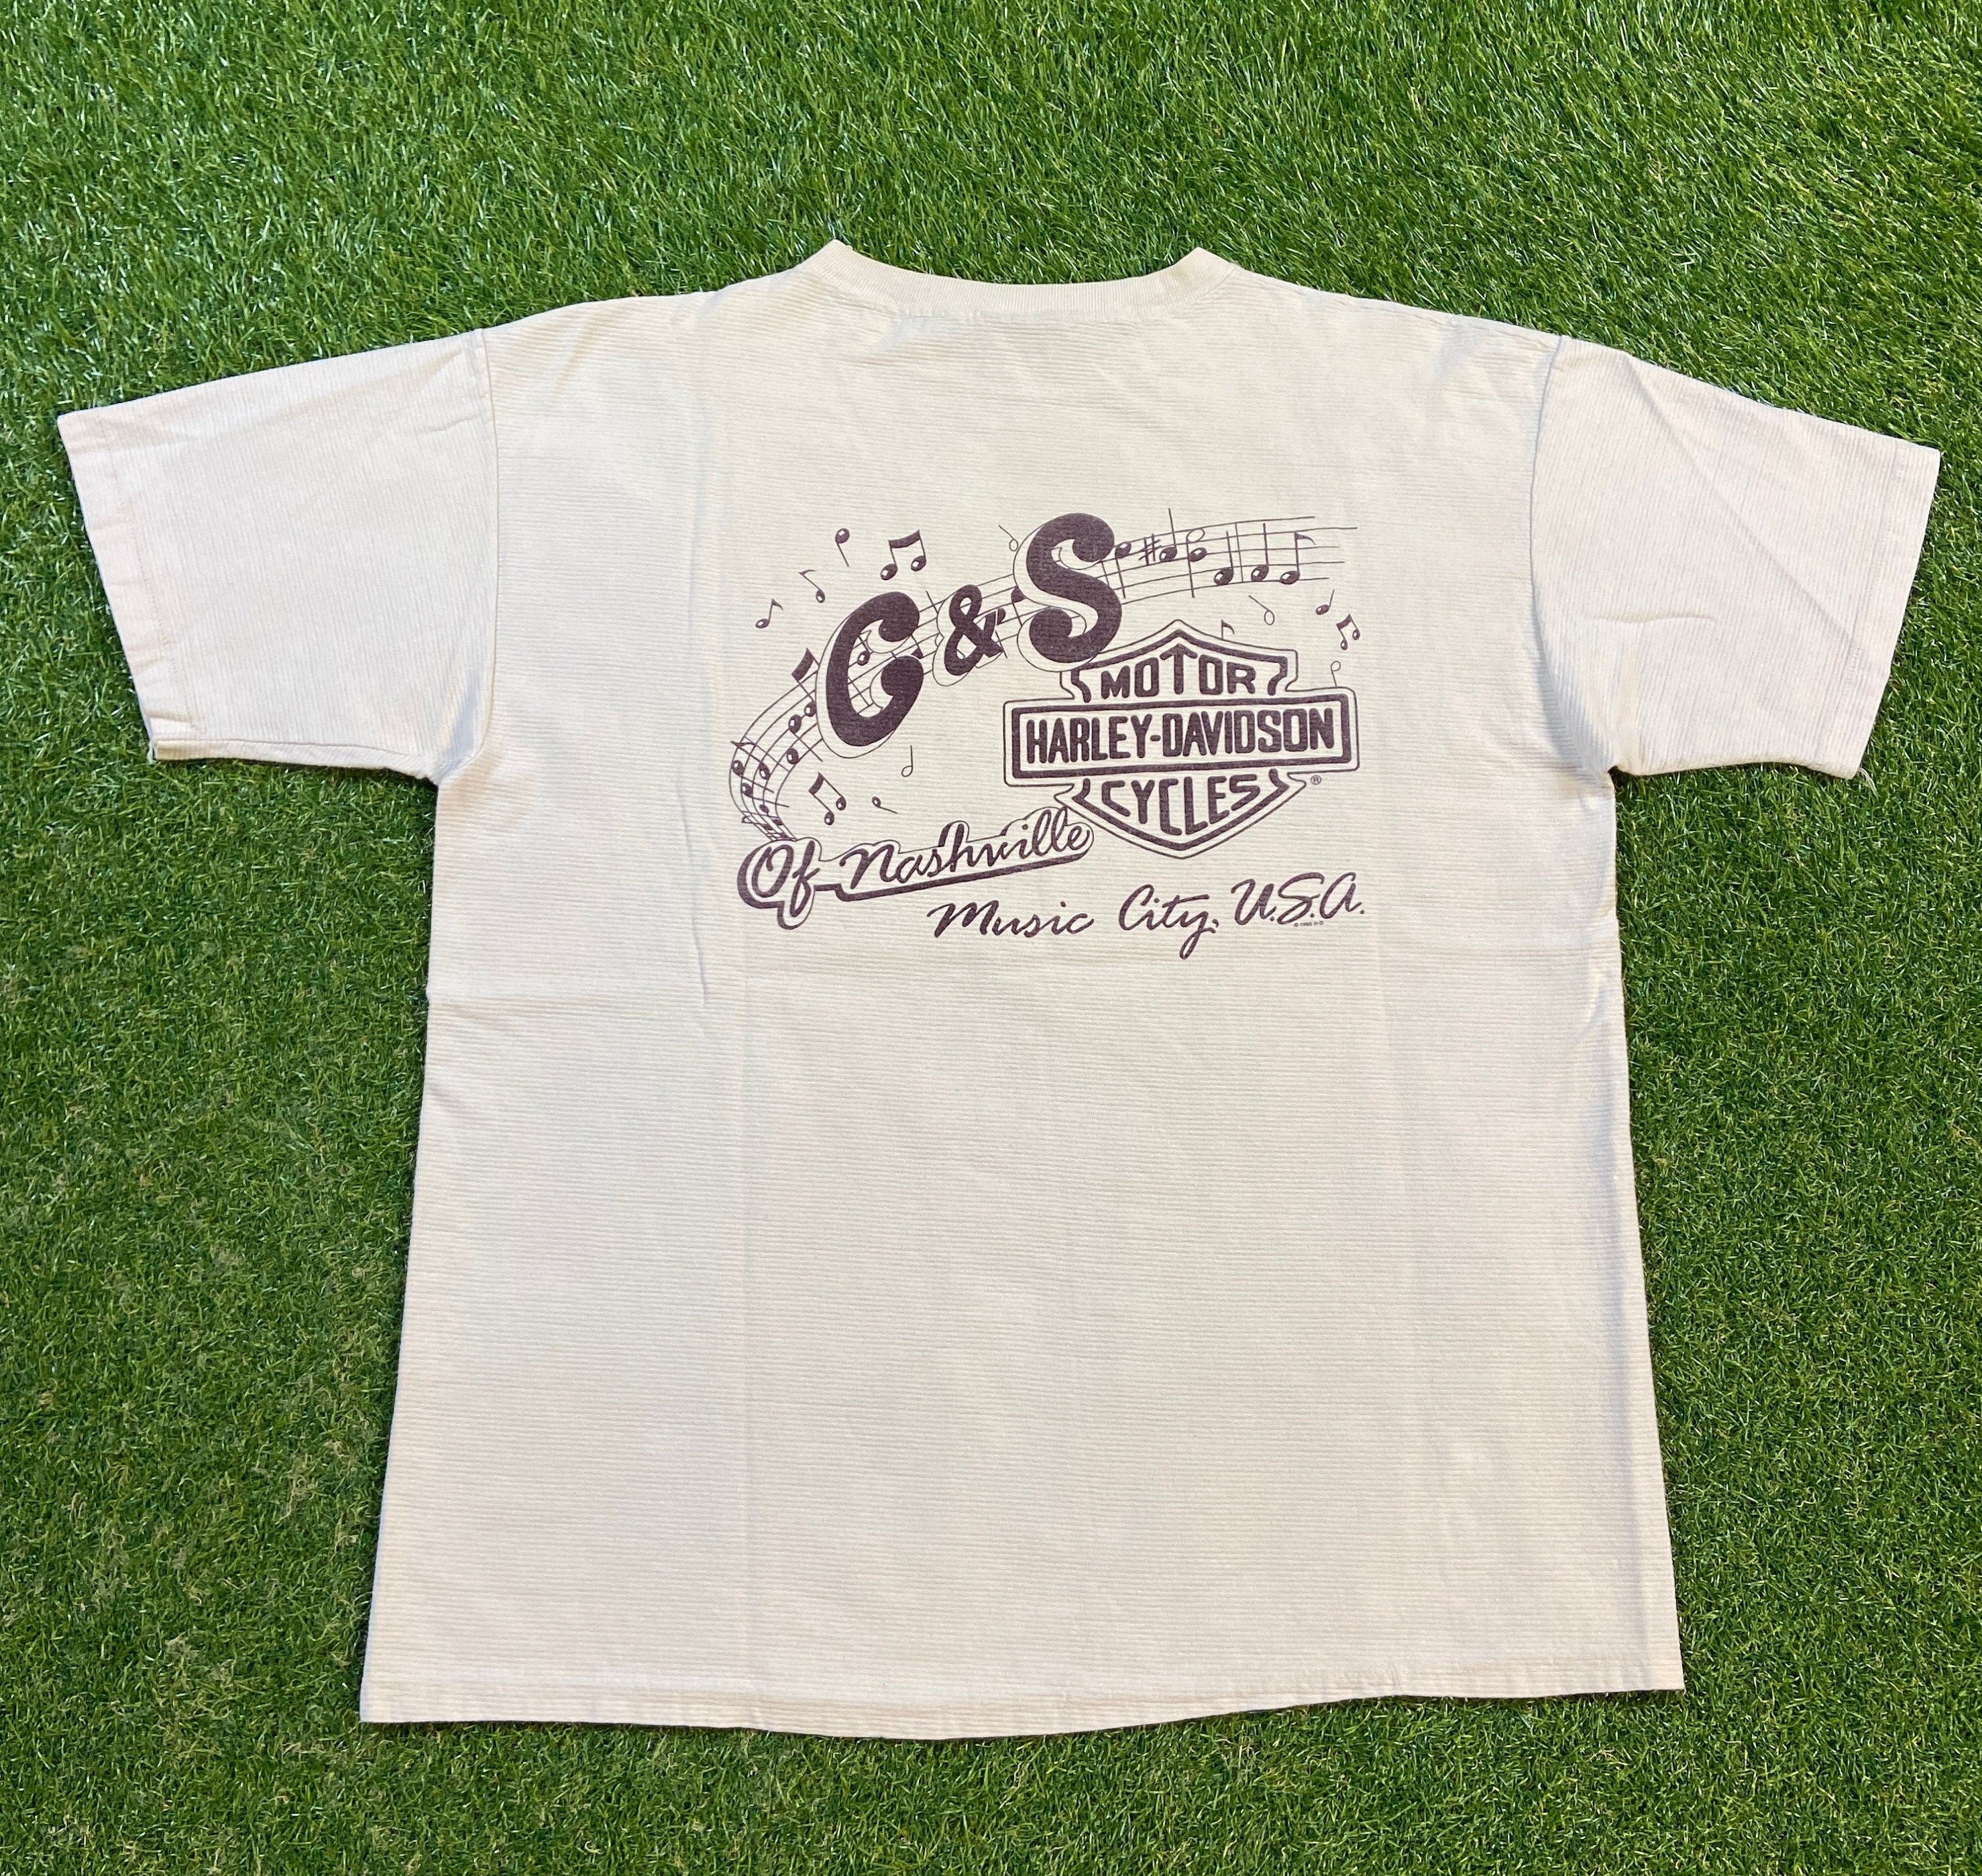 C&S
MOTOR
HARLEY-DAVIDSON
CYCLES
®
Of Nashville
Music City, U.S.A.